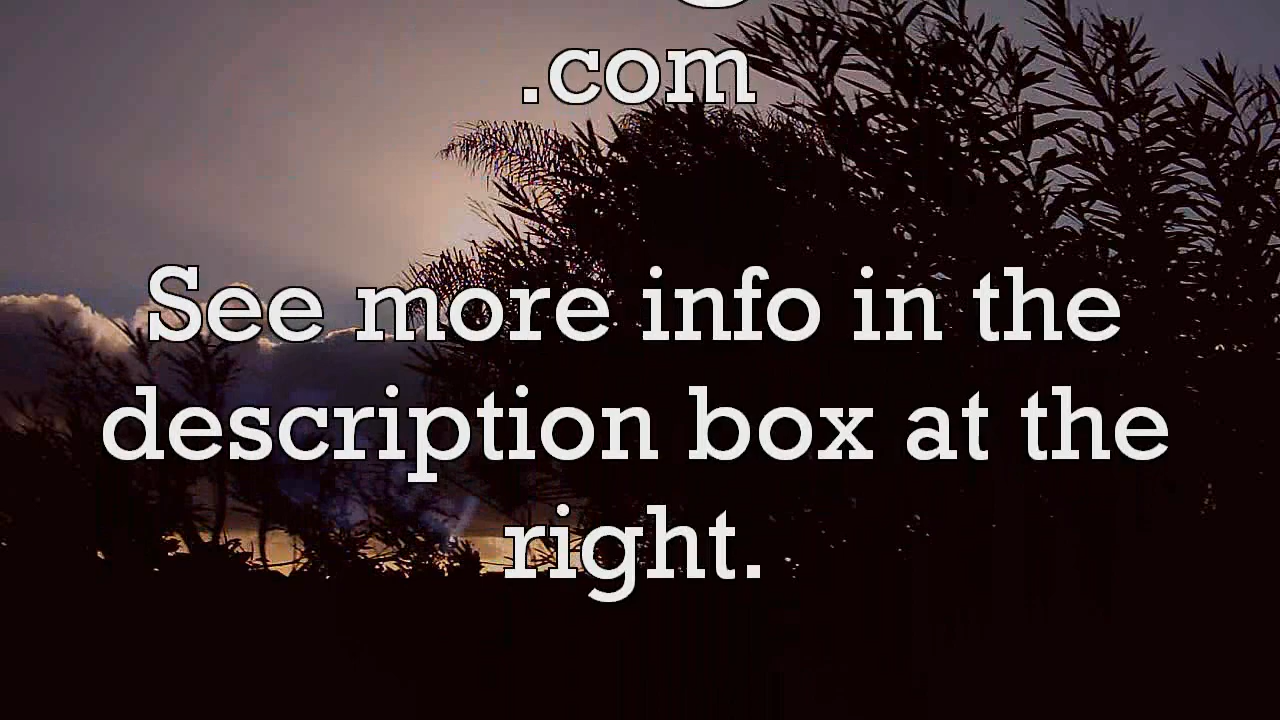 .com
See more info in the
description box at the
right.